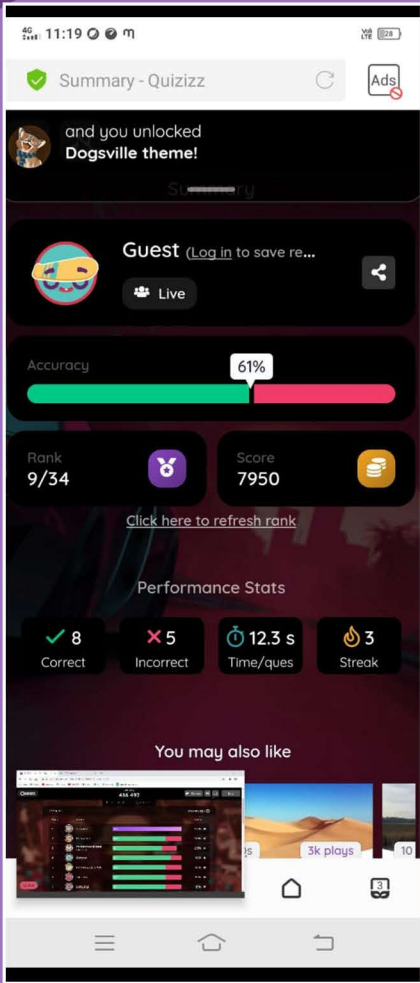 4G 11:19
VoI LTE 28
Summary - Quizizz
Ads
and you unlocked
Dogsville theme!
Summary
Guest (Log in to save re...
Live
Accuracy
61%
Rank
9/34
Score
7950
Click here to refresh rank
Performance Stats
8
Correct
5
Incorrect
12.3 s
Time/ques
3
Streak
You may also like
3k plays
10
3